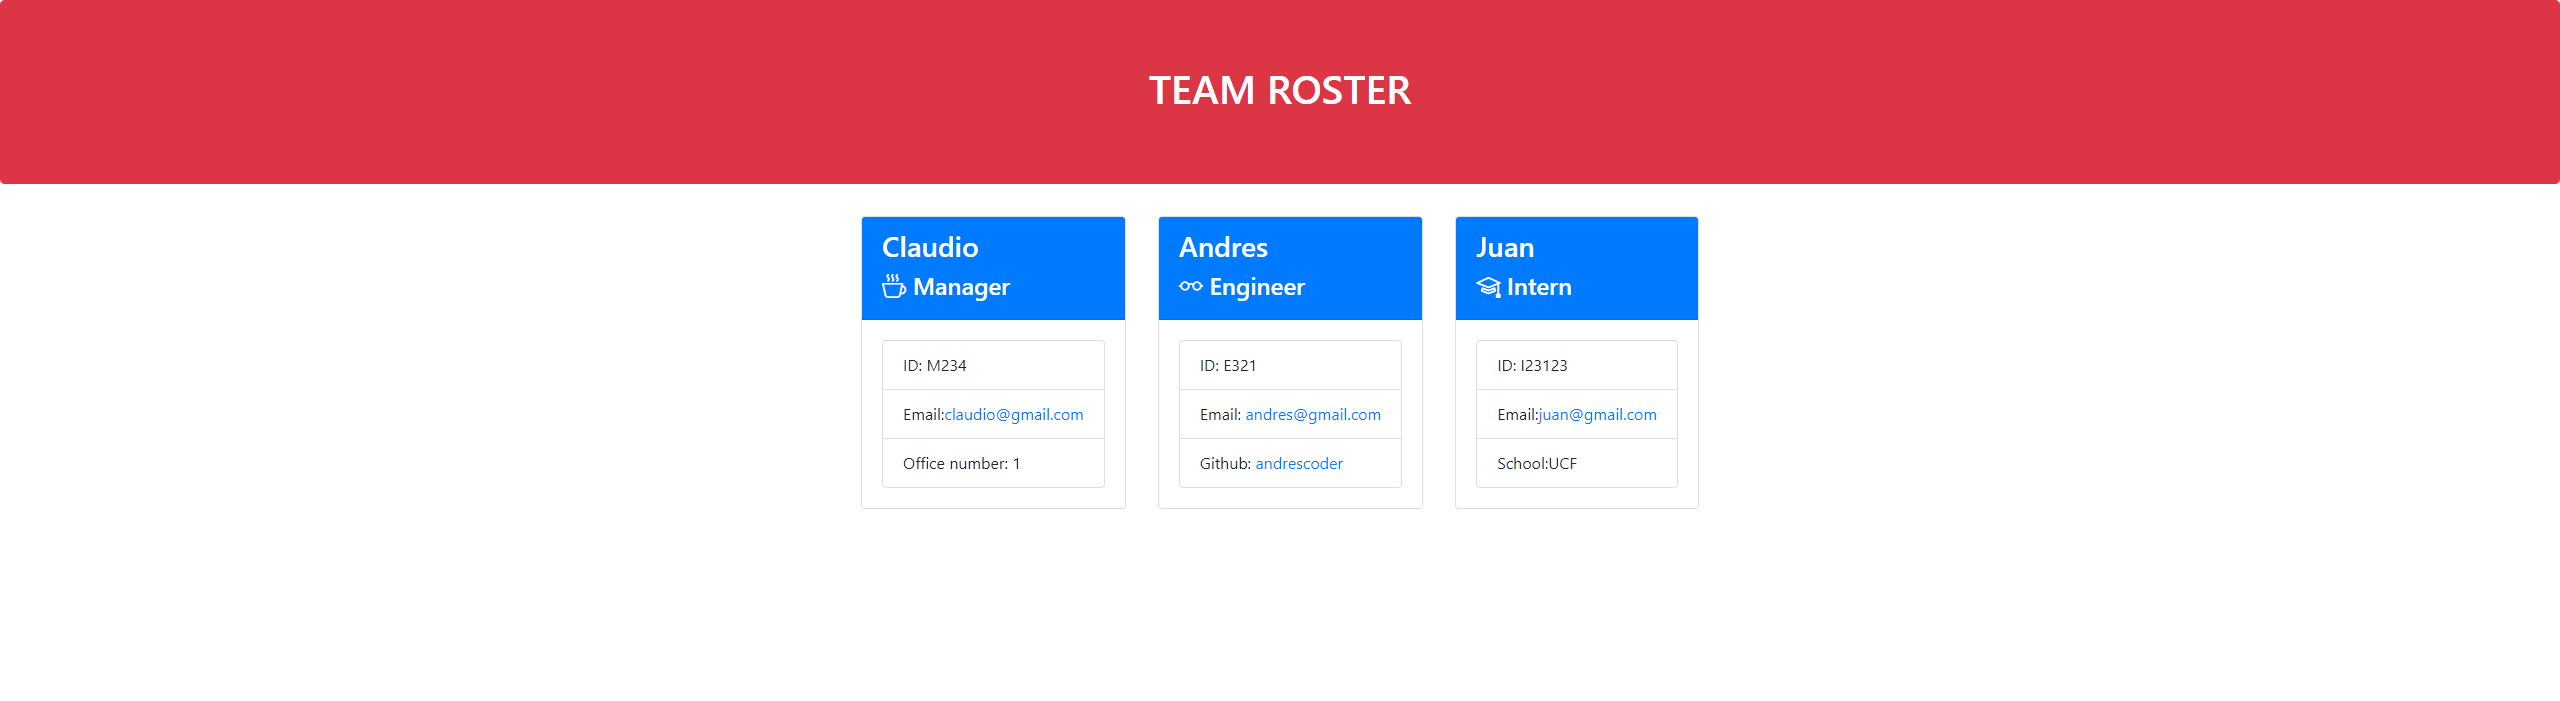 TEAM ROSTER
Claudio
Manager
ID: M234
Email:claudio@gmail.com
Office number: 1
Andres
Engineer
ID: E321
Email: andres@gmail.com
Github: andrescoder
Juan
Intern
ID: I23123
Email:juan@gmail.com
School:UCF